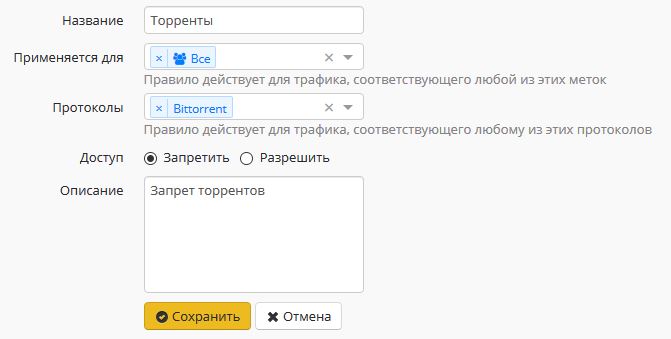 Название Торренты
Применяется для × Все ×
Правило действует для трафика, соответствующего любой из этих меток
Протоколы × Bittorrent ×
Правило действует для трафика, соответствующего любому из этих протоколов
Доступ Запретить Разрешить
Описание Запрет торрентов
Сохранить Отмена